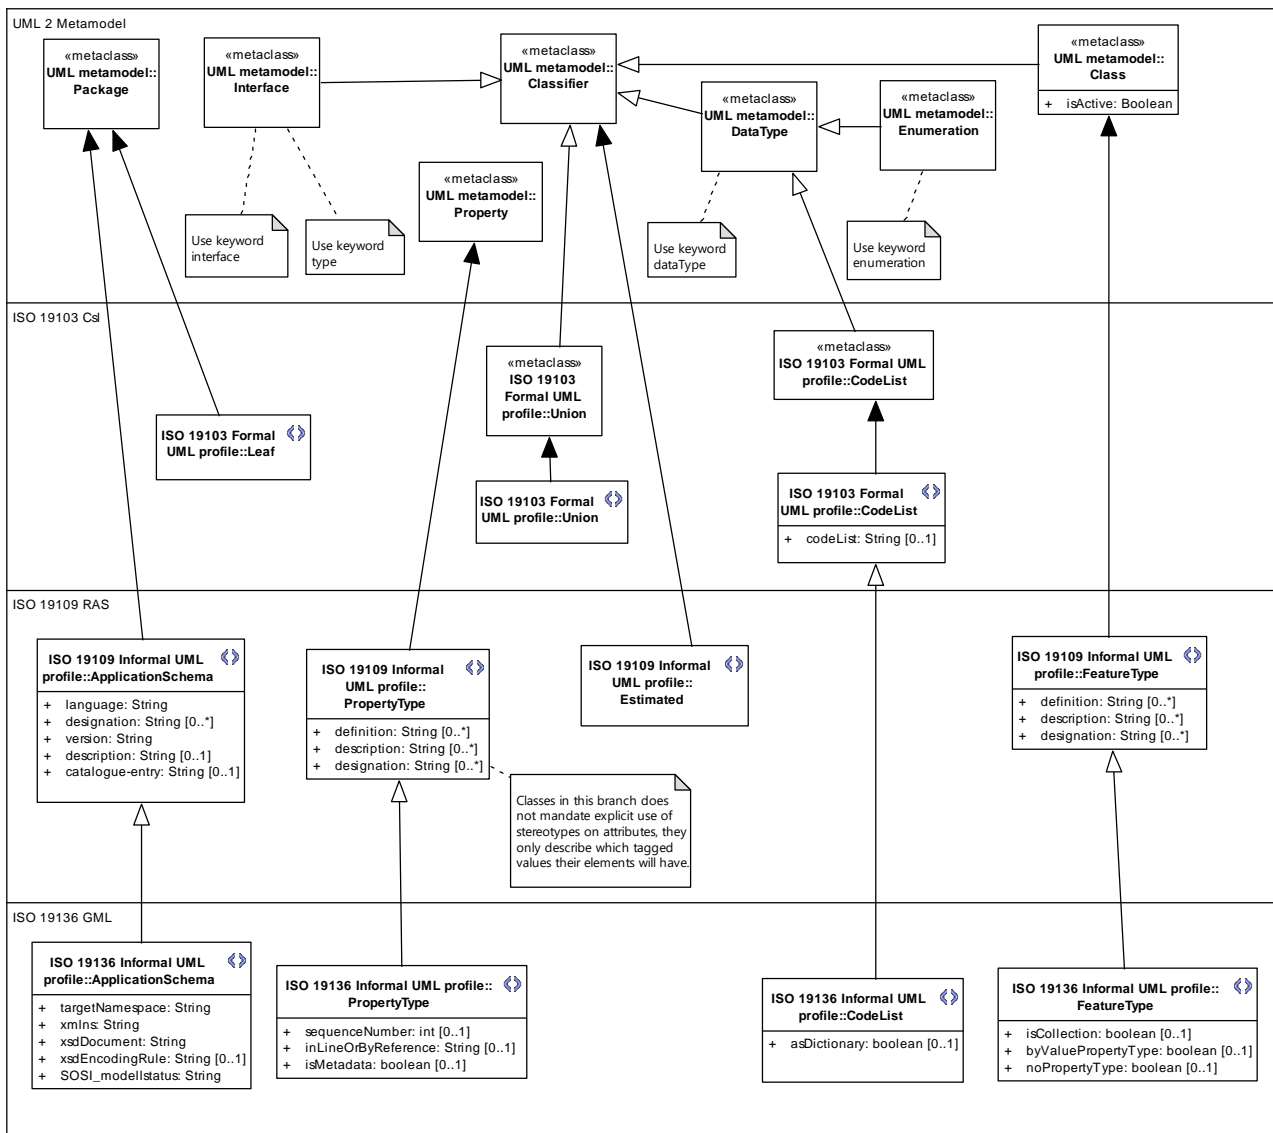 UML 2 Metamodel
«metaclass»
UML metamodel::
Package
«metaclass»
UML metamodel::
Interface
«metaclass»
UML metamodel::
Classifier
«metaclass»
UML metamodel::
Class
+ isActive: Boolean
«metaclass»
UML metamodel::
DataType
«metaclass»
UML metamodel::
Enumeration
«metaclass»
UML metamodel::
Property
Use keyword
interface
Use keyword
type
Use keyword
dataType
Use keyword
enumeration
ISO 19103 Csl
«metaclass»
ISO 19103
Formal UML
profile::Union
«metaclass»
ISO 19103 Formal UML
profile::CodeList
ISO 19103 Formal
UML profile::Leaf
ISO 19103 Formal
UML profile::Union
ISO 19103 Formal
UML profile::CodeList
+ codeList: String [0..1]
ISO 19109 RAS
ISO 19109 Informal UML
profile::ApplicationSchema
+ language: String
+ designation: String [0..*]
+ version: String
+ description: String [0..1]
+ catalogue-entry: String [0..1]
ISO 19109 Informal
UML profile::
PropertyType
+ definition: String [0..*]
+ description: String [0..*]
+ designation: String [0..*]
ISO 19109 Informal
UML profile::
Estimated
ISO 19109 Informal UML
profile::FeatureType
+ definition: String [0..*]
+ description: String [0..*]
+ designation: String [0..*]
Classes in this branch does
not mandate explicit use of
stereotypes on attributes, they
only describe which tagged
values their elements will have.
ISO 19136 GML
ISO 19136 Informal UML
profile::ApplicationSchema
+ targetNamespace: String
+ xmlns: String
+ xsdDocument: String
+ xsdEncodingRule: String [0..1]
+ SOSI_modellstatus: String
ISO 19136 Informal UML profile::
PropertyType
+ sequenceNumber: int [0..1]
+ inLineOrByReference: String [0..1]
+ isMetadata: boolean [0..1]
ISO 19136 Informal UML
profile::CodeList
+ asDictionary: boolean [0..1]
ISO 19136 Informal UML profile::
FeatureType
+ isCollection: boolean [0..1]
+ byValuePropertyType: boolean [0..1]
+ noPropertyType: boolean [0..1]